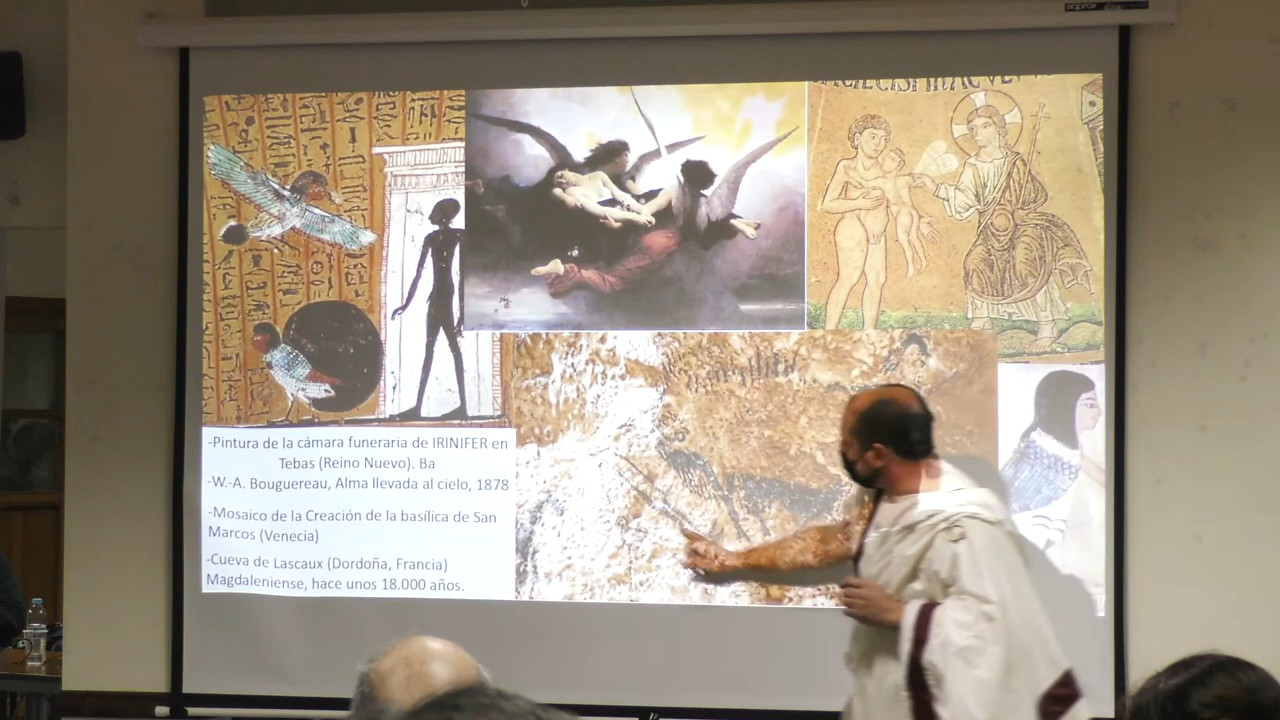 -Pintura de la cámara funeraria de IRINIFER en
Tebas (Reino Nuevo). Ba
-W.-A. Bouguereau, Alma llevada al cielo, 1878
-Mosaico de la Creación de la basílica de San
Marcos (Venecia)
-Cueva de Lascaux (Dordoña, Francia)
Magdaleniense, hace unos 18.000 años.